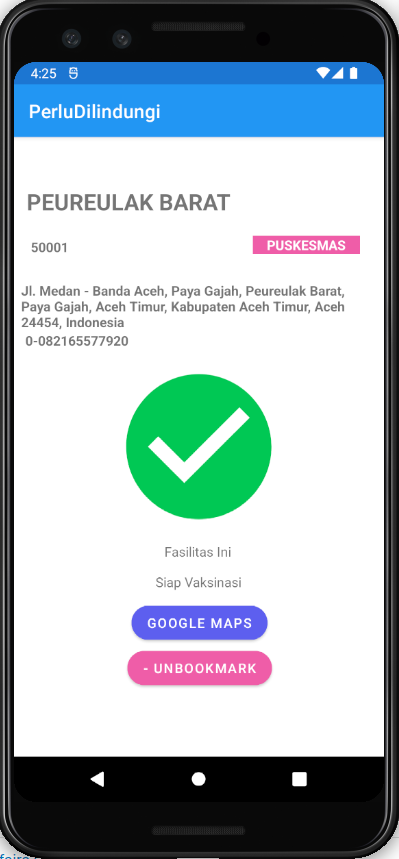 4:25
PerluDilindungi
PEUREULAK BARAT
50001
PUSKESMAS
Jl. Medan - Banda Aceh, Paya Gajah, Peureulak Barat,
Paya Gajah, Aceh Timur, Kabupaten Aceh Timur, Aceh
24454, Indonesia
0-082165577920
Fasilitas Ini
Siap Vaksinasi
GOOGLE MAPS
- UNBOOKMARK